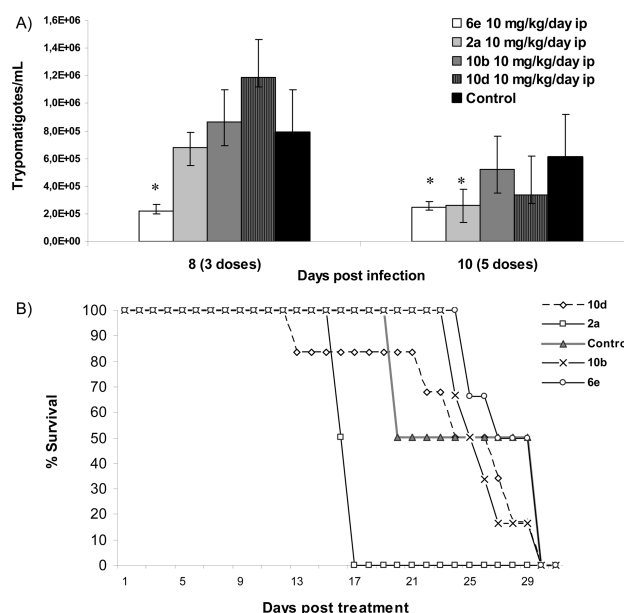 A)
1,6E+06
1,4E+06
1,2E+06
1,0E+06
8,0E+05
6,0E+05
4,0E+05
2,0E+05
0,0E+00
Trypomatigotes/mL
6e 10 mg/kg/day ip
2a 10 mg/kg/day ip
10b 10 mg/kg/day ip
10d 10 mg/kg/day ip
Control
*
* *
8 (3 doses)
10 (5 doses)
Days post infection
B)
100
90
80
70
60
50
40
30
20
10
0
% Survival
1 5 9 13 17 21 25 29
Days post treatment
10d
2a
Control
10b
6e